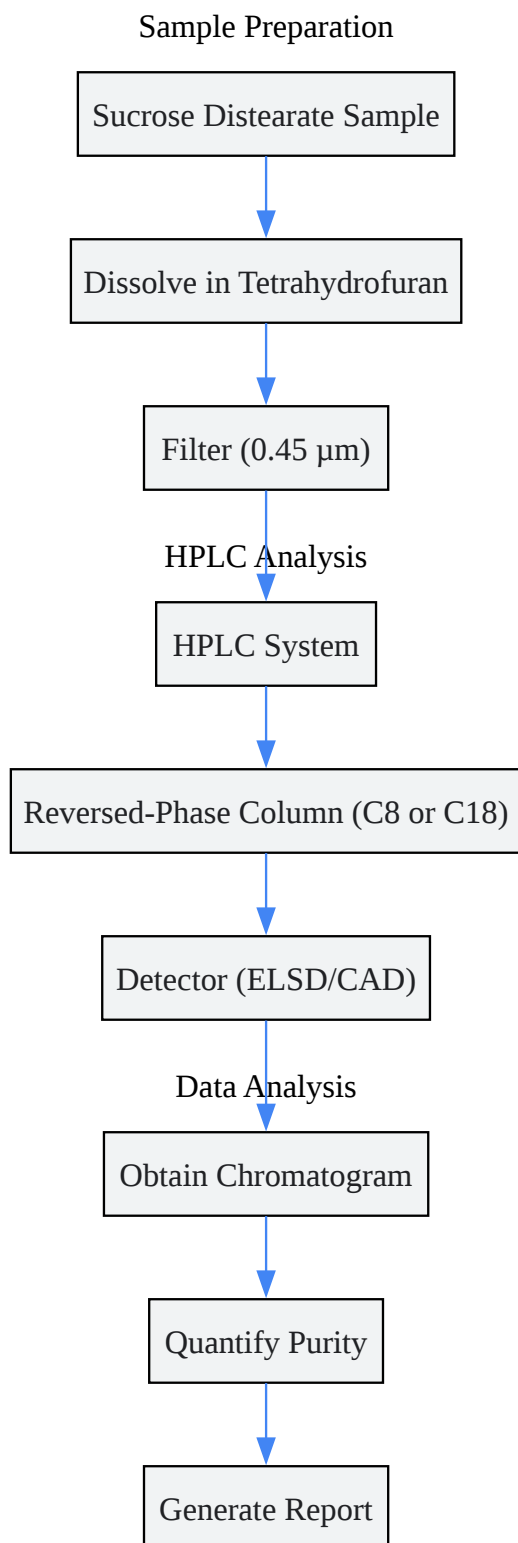 Sample Preparation
Sucrose Distearate Sample
Dissolve in Tetrahydrofuran
Filter (0.45 µm)
HPLC Analysis
HPLC System
Reversed-Phase Column (C8 or C18)
Detector (ELSD/CAD)
Data Analysis
Obtain Chromatogram
Quantify Purity
Generate Report